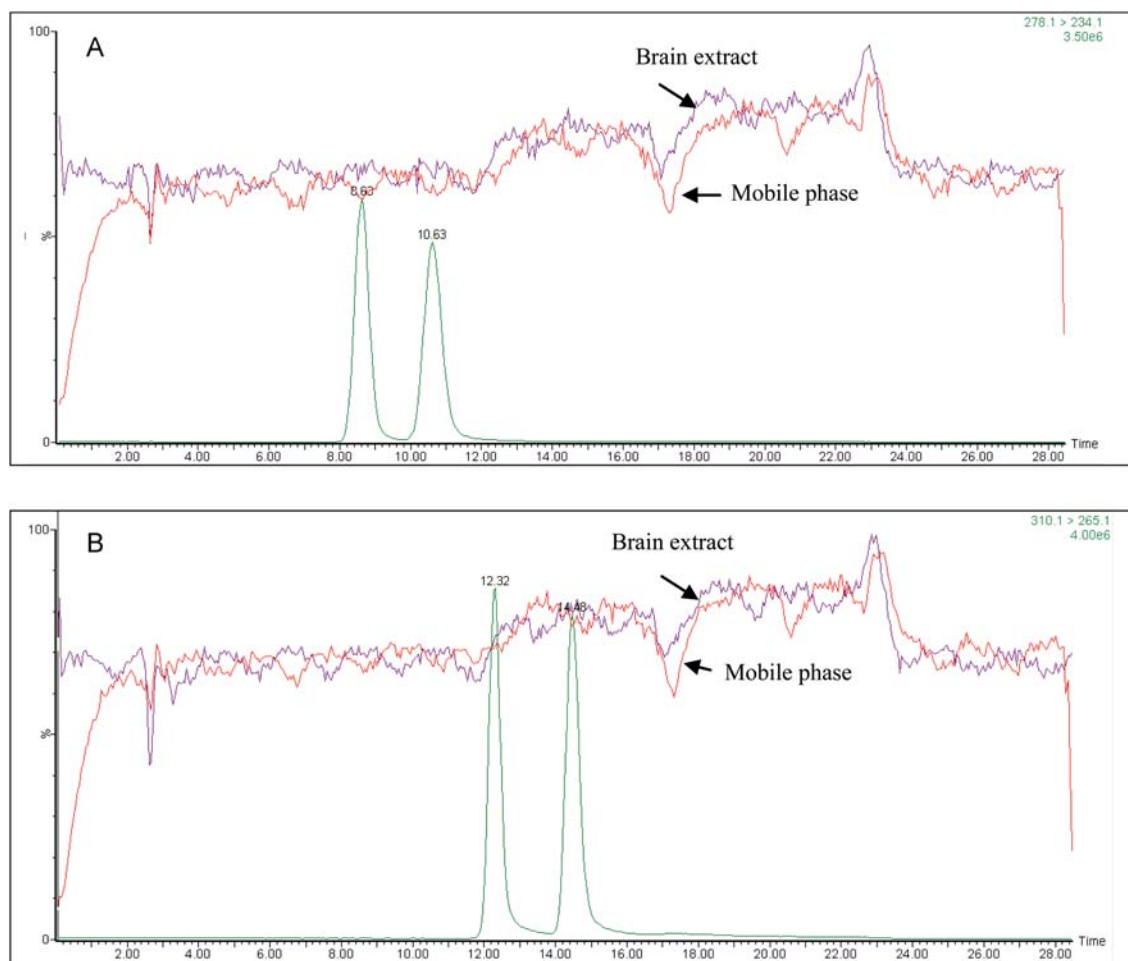 278.1 > 234.1
3.50e6
100
A
Brain extract
Mobile phase
8.63
10.63
%
0
2.00 4.00 6.00 8.00 10.00 12.00 14.00 16.00 18.00 20.00 22.00 24.00 26.00 28.00 Time
310.1 > 265.1
4.00e6
100
B
Brain extract
12.32
14.48
Mobile phase
%
0
2.00 4.00 6.00 8.00 10.00 12.00 14.00 16.00 18.00 20.00 22.00 24.00 26.00 28.00 Time